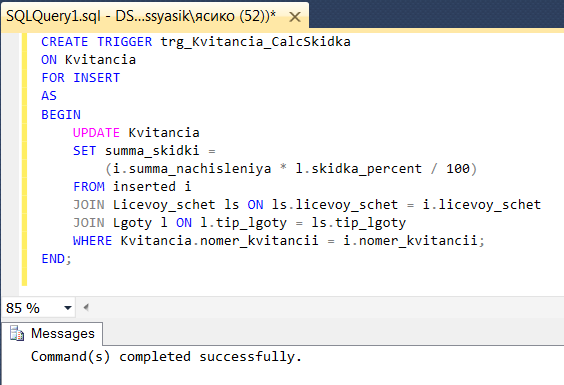 SQLQuery1.sql - DS...ssyasik\ясико (52))*
CREATE TRIGGER trg_Kvitancia_CalcSkidka
ON Kvitancia
FOR INSERT
AS
BEGIN
UPDATE Kvitancia
SET summa_skidki =
(i.summa_nachisleniya * l.skidka_percent / 100)
FROM inserted i
JOIN Licevoy_schet ls ON ls.licevoy_schet = i.licevoy_schet
JOIN Lgoty l ON l.tip_lgoty = ls.tip_lgoty
WHERE Kvitancia.nomer_kvitancii = i.nomer_kvitancii;
END;
85 %
Messages
Command(s) completed successfully.